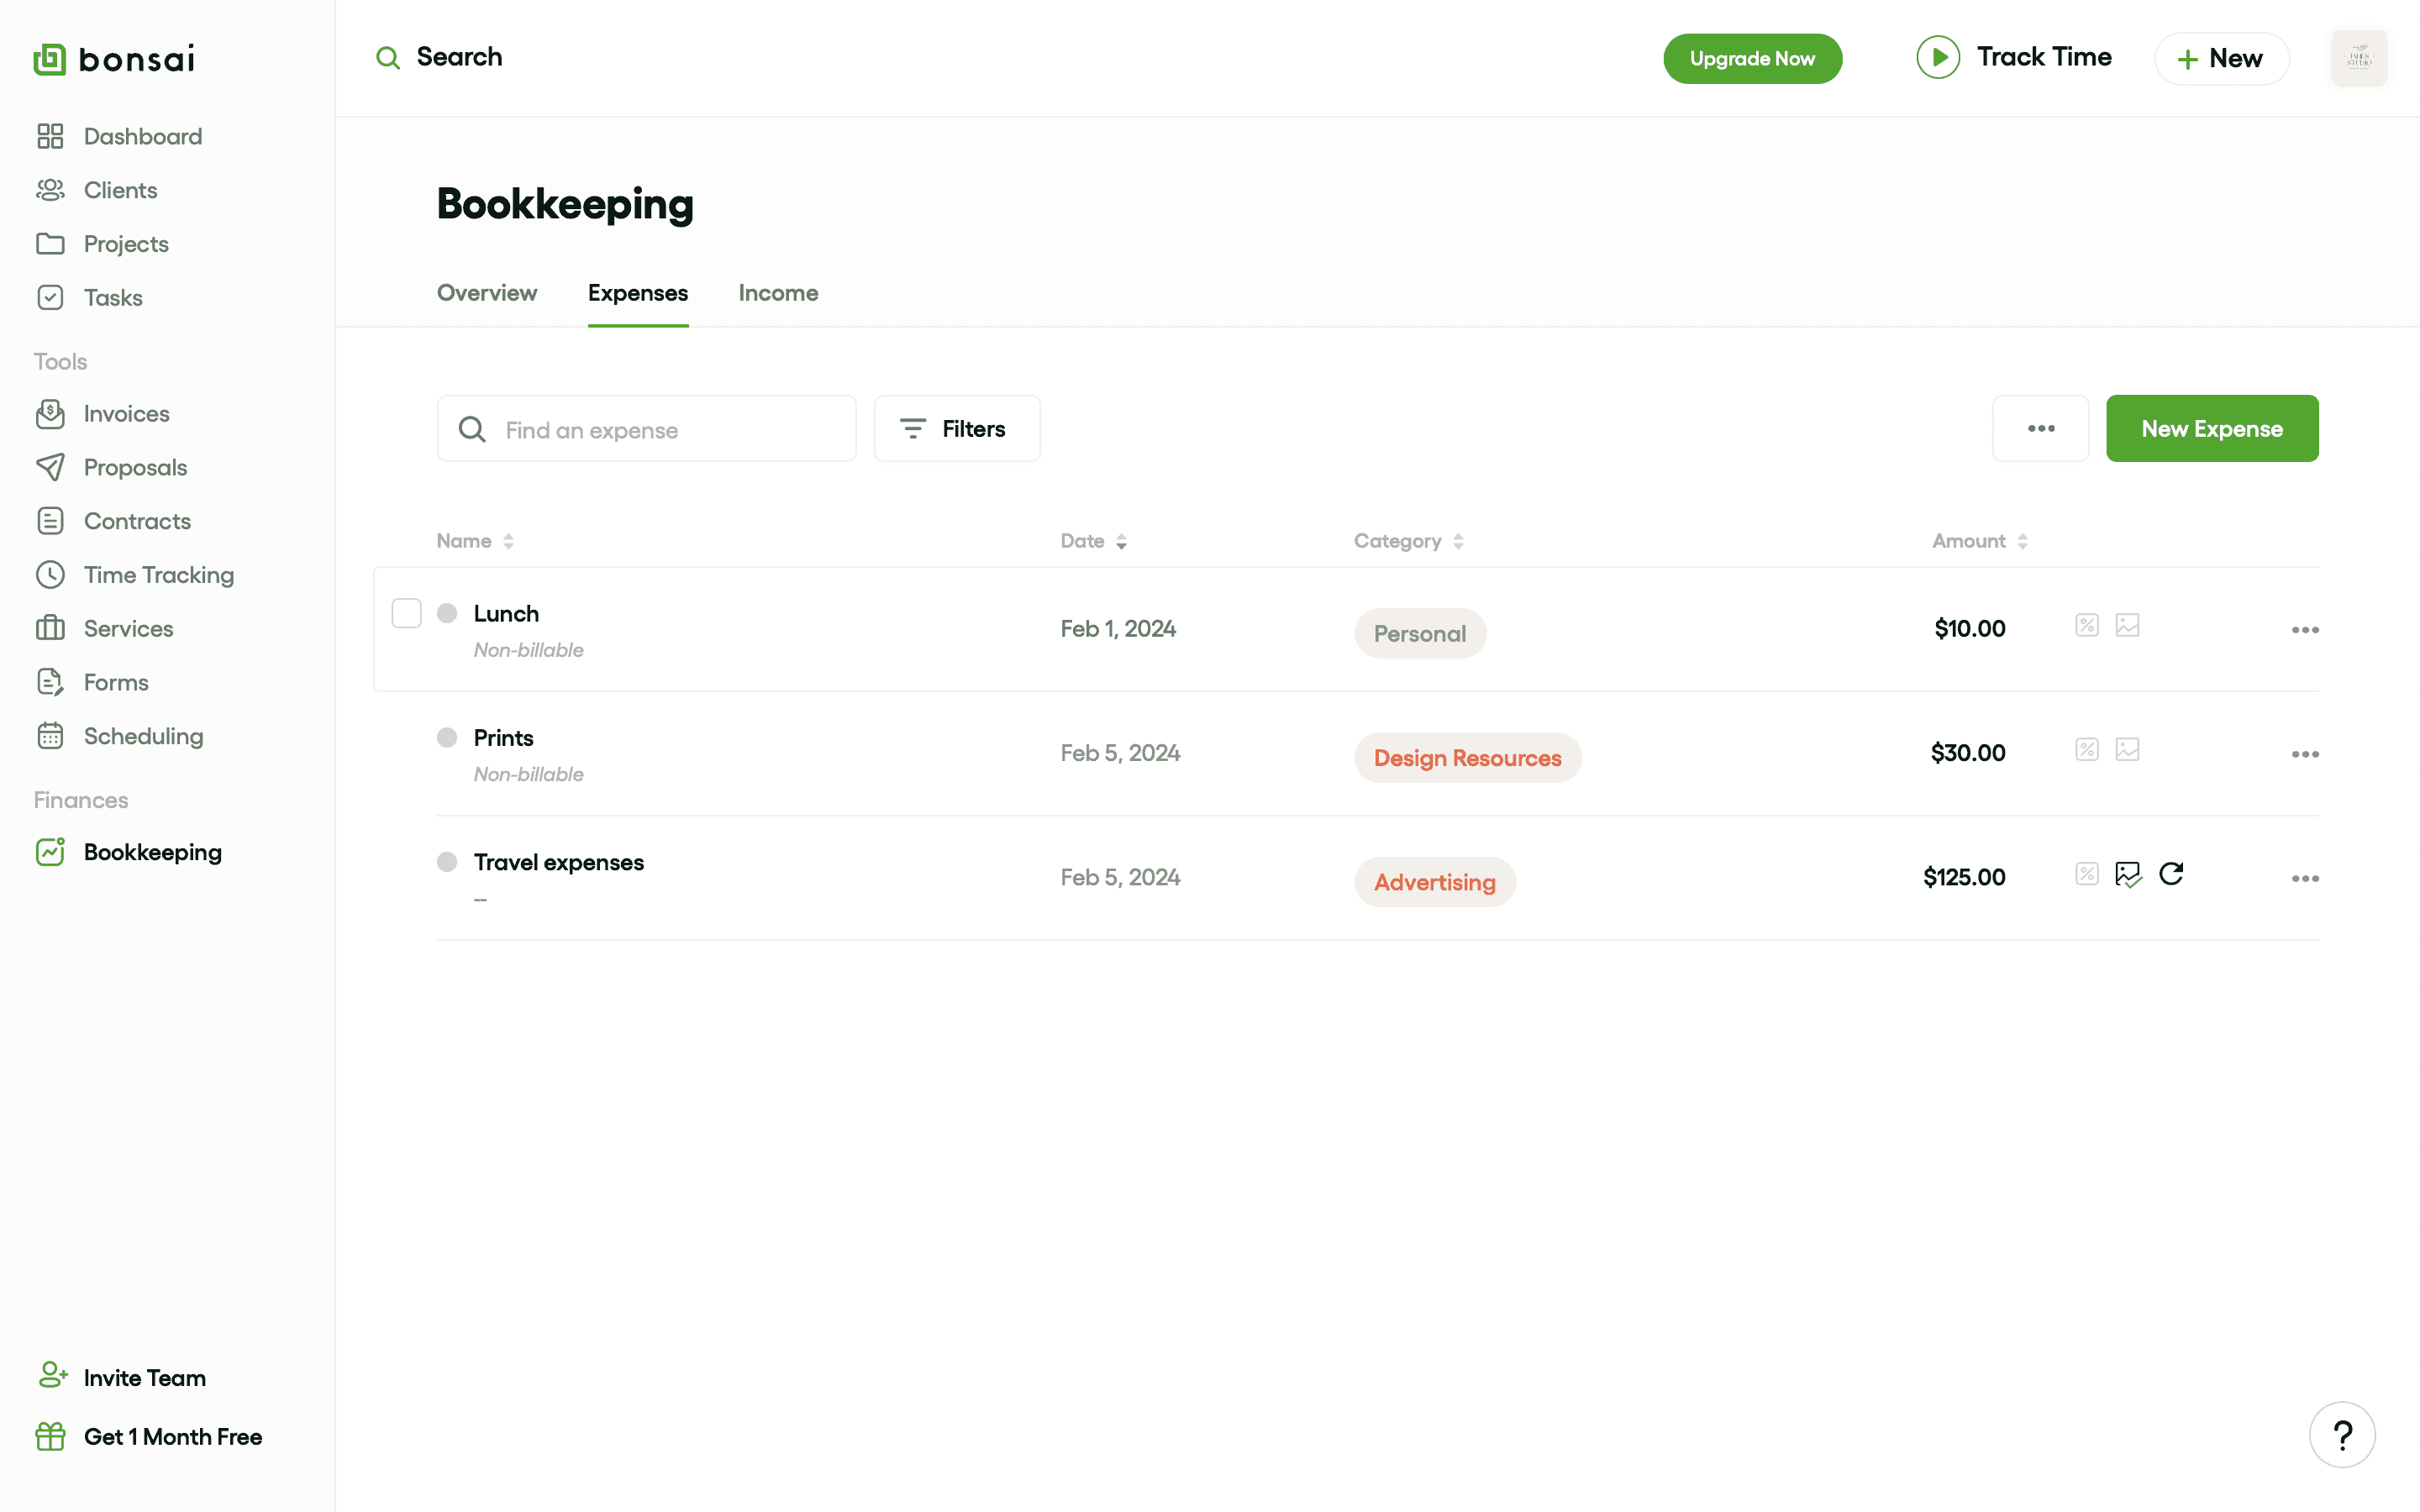 bonsai
Search
Upgrade Now
Track Time
New
Dashboard
Clients
Projects
Tasks
Tools
Invoices
Proposals
Contracts
Time Tracking
Services
Forms
Scheduling
Finances
Bookkeeping
Invite Team
Get 1 Month Free
Bookkeeping
Overview Expenses Income
Find an expense
Filters
•••
New Expense
Name Date Category Amount
Lunch Feb 1, 2024 Personal $10.00
Non-billable
Prints Feb 5, 2024 Design Resources $30.00
Non-billable
Travel expenses Feb 5, 2024 Advertising $125.00
–
?